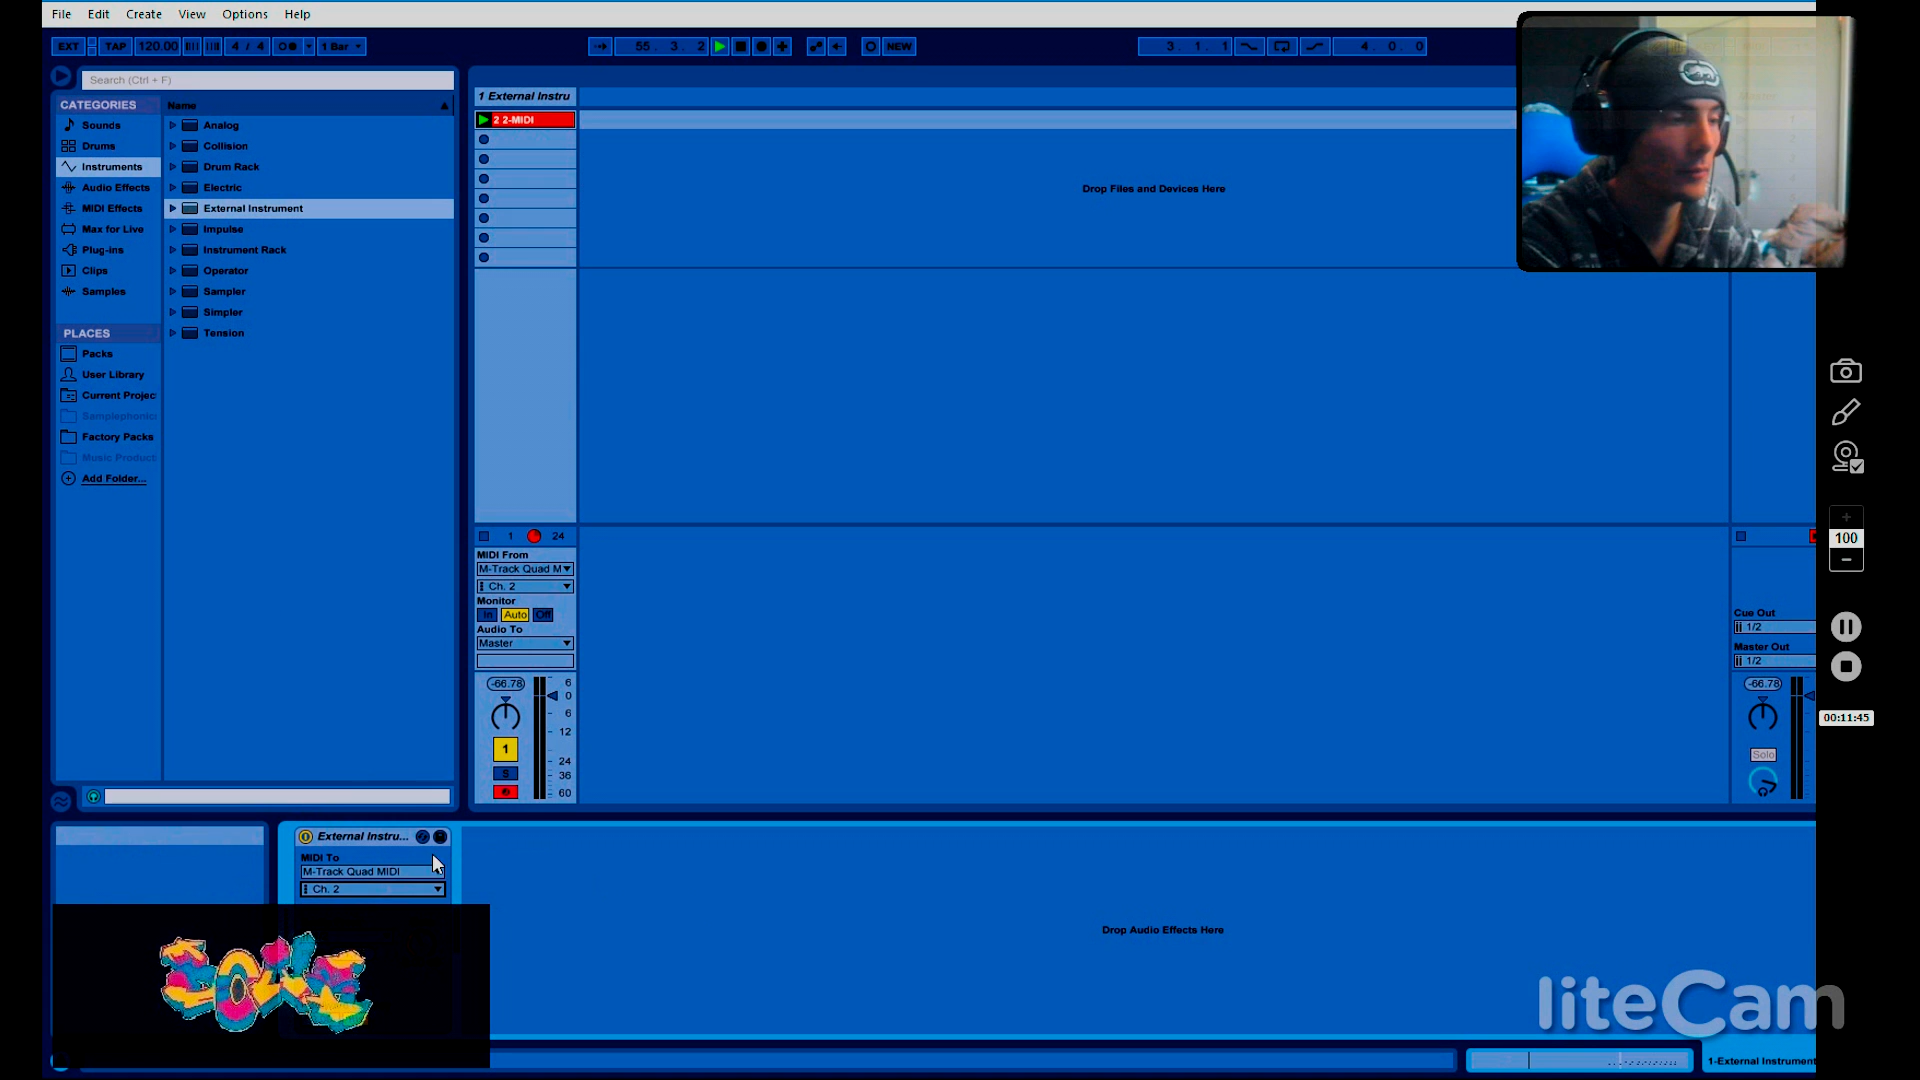 File Edit Create View Options Help
EXT TAP 120.00 4 / 4 1 Bar 55. 3. 2 NEW 3. 1. 1 4. 0. 0
Search (Ctrl + F)
CATEGORIES
Sounds
Drums
Instruments
Audio Effects
MIDI Effects
Max for Live
Plug-ins
Clips
Samples
PLACES
Packs
User Library
Current Projec
Samplephonics
Factory Packs
Music Product
Add Folder...
Name
Analog
Collision
Drum Rack
Electric
External Instrument
Impulse
Instrument Rack
Operator
Sampler
Simpler
Tension
1 External Instru
2 2-MIDI
Drop Files and Devices Here
1 24
MIDI From
M-Track Quad M
Ch. 2
Monitor
In Auto Off
Audio To
Master
-66.78
6
0
6
12
24
36
60
1
S
Cue Out
1/2
Master Out
1/2
-66.78
Solo
100
00:11:45
External Instru...
MIDI To
M-Track Quad MIDI
Ch. 2
Drop Audio Effects Here
liteCam
1-External Instrument